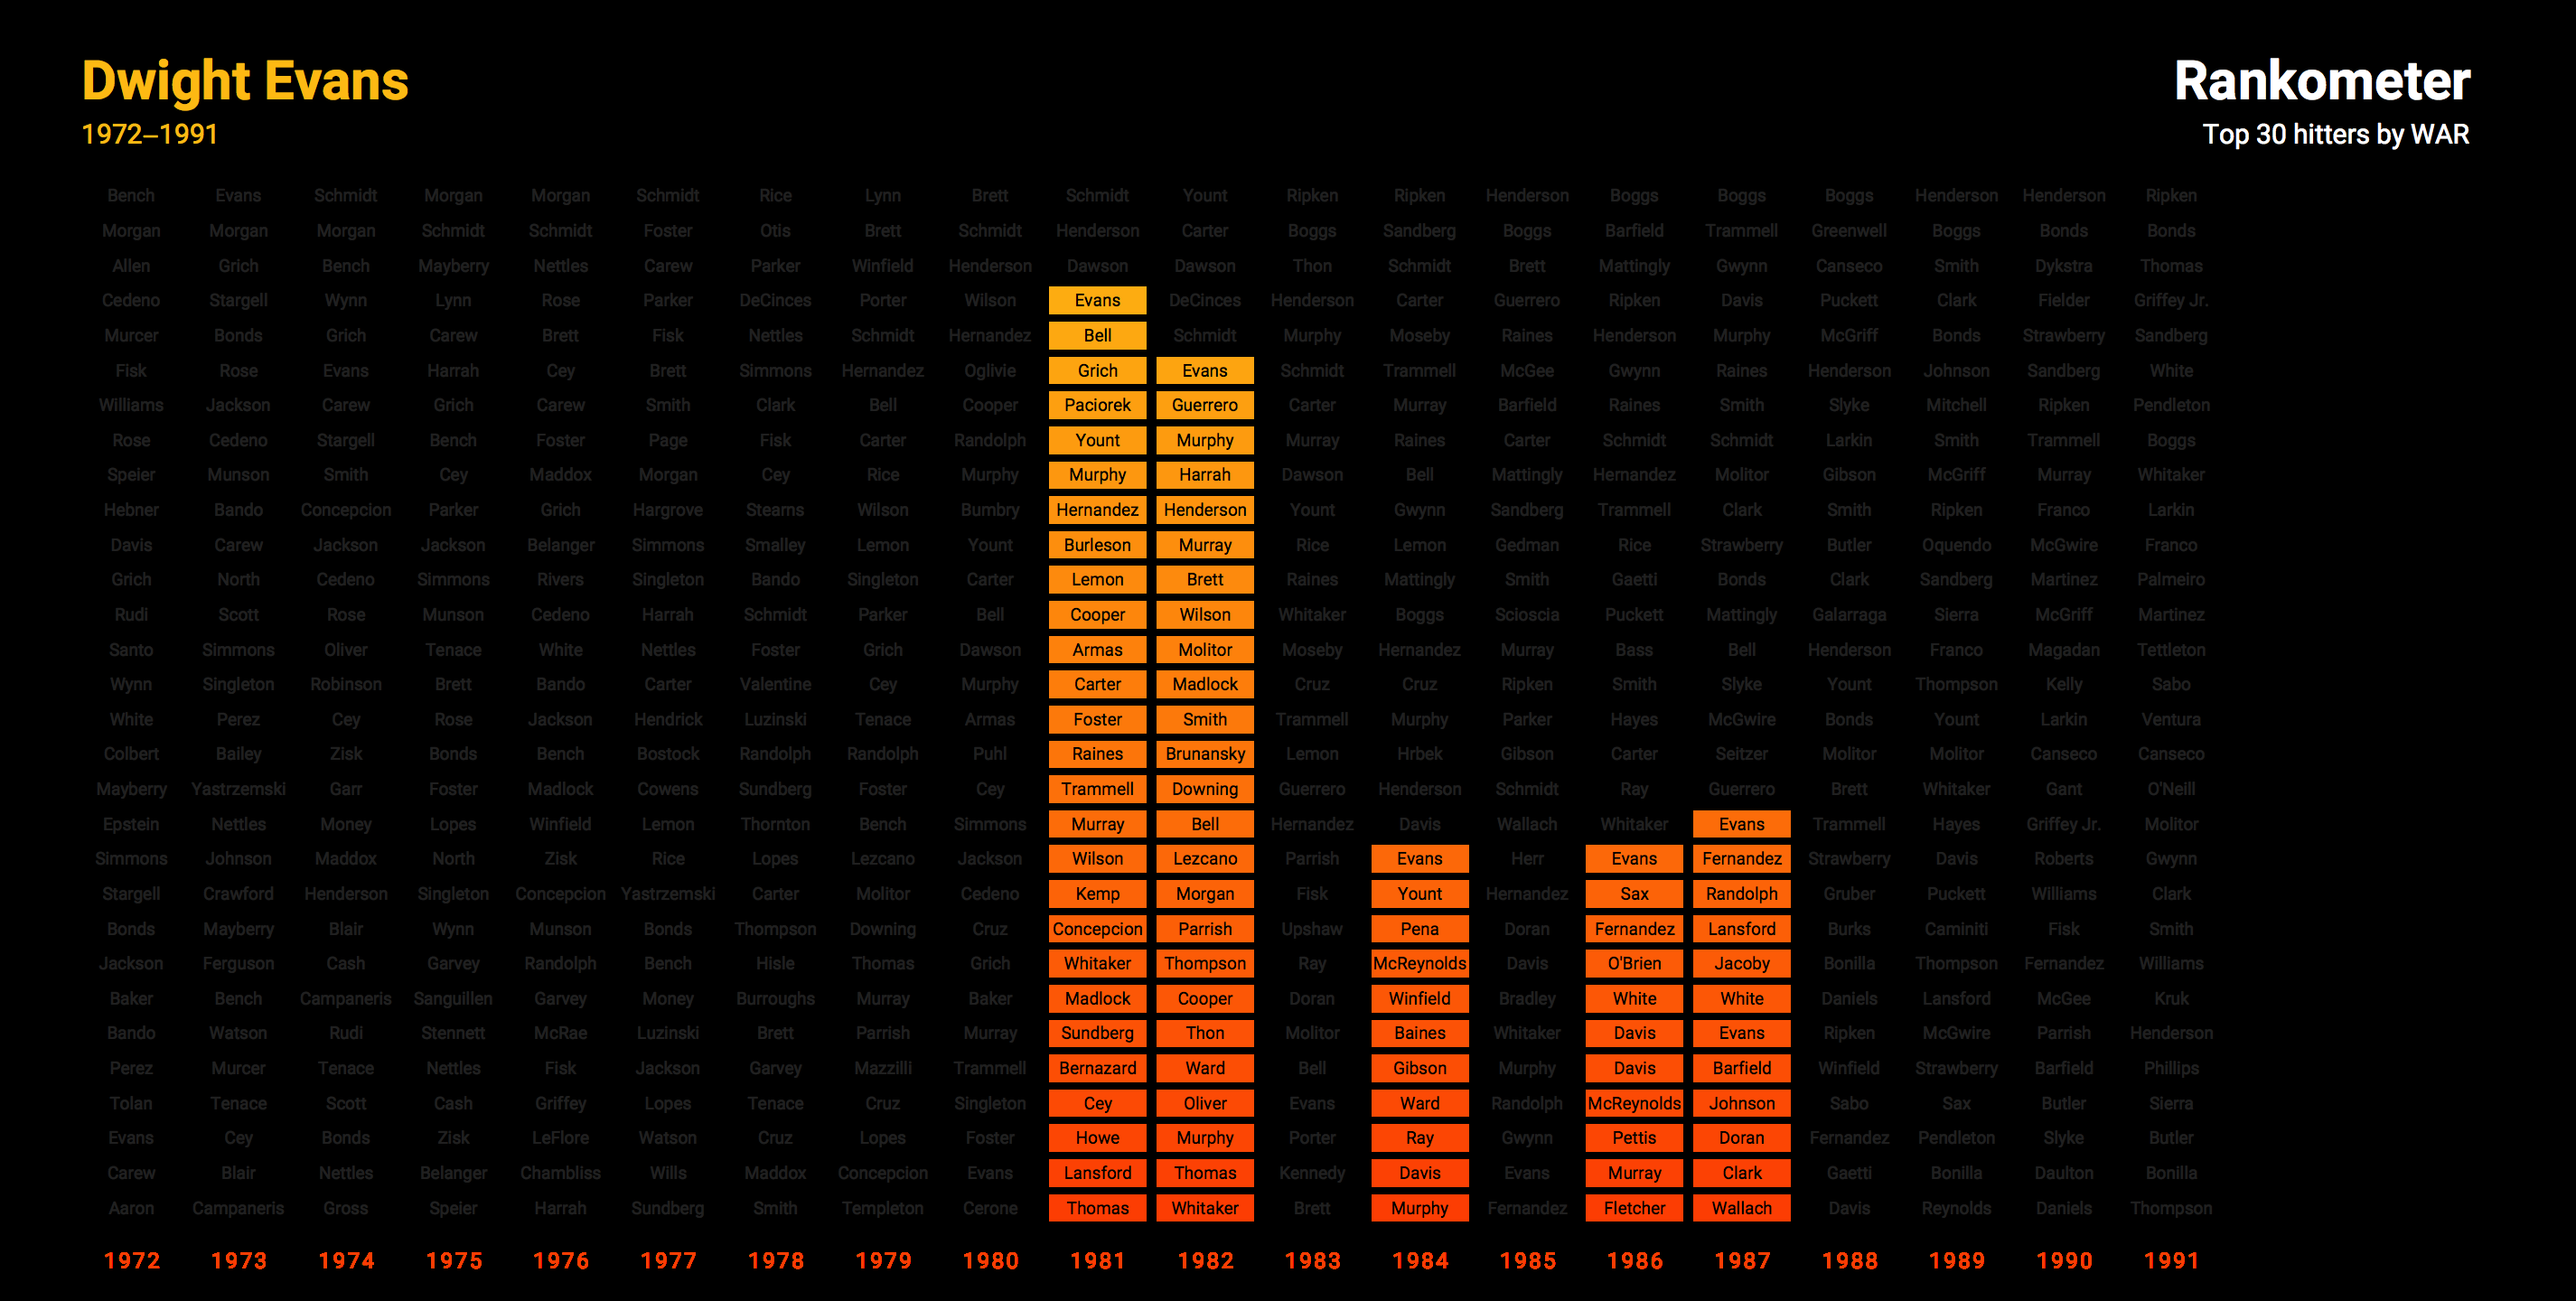 Dwight Evans
1972–1991
Rankometer
Top 30 hitters by WAR
Bench Evans Schmidt Morgan Morgan Schmidt Rice Lynn Brett Schmidt Yount Ripken Ripken Henderson Boggs Boggs Boggs Henderson Henderson Ripken
Morgan Morgan Morgan Schmidt Schmidt Foster Otis Brett Schmidt Henderson Carter Boggs Sandberg Boggs Barfield Trammell Greenwell Boggs Bonds Bonds
Allen Grich Bench Mayberry Nettles Carew Parker Winfield Henderson Dawson Dawson Thon Schmidt Brett Mattingly Gwynn Canseco Smith Dykstra Thomas
Cedeno Stargell Wynn Lynn Rose Parker DeCinces Porter Wilson Evans DeCinces Henderson Carter Guerrero Ripken Davis Puckett Clark Fielder Griffey Jr.
Murcer Bonds Grich Carew Brett Fisk Nettles Schmidt Hernandez Bell Schmidt Murphy Moseby Raines Henderson Murphy McGriff Bonds Strawberry Sandberg
Fisk Rose Evans Harrah Cey Brett Simmons Hernandez Oglivie Grich Evans Schmidt Trammell McGee Gwynn Raines Henderson Johnson Sandberg White
Williams Jackson Carew Grich Carew Smith Clark Bell Cooper Paciorek Guerrero Carter Murray Barfield Raines Smith Slyke Mitchell Ripken Pendleton
Rose Cedeno Stargell Bench Foster Page Fisk Carter Randolph Yount Murphy Murray Raines Carter Schmidt Schmidt Larkin Smith Trammell Boggs
Speier Munson Smith Cey Maddox Morgan Cey Rice Murphy Murphy Harrah Dawson Bell Mattingly Hernandez Molitor Gibson McGriff Murray Whitaker
Hebner Bando Concepcion Parker Grich Hargrove Stearns Wilson Bumbry Hernandez Henderson Yount Gwynn Sandberg Trammell Clark Smith Ripken Franco Larkin
Davis Carew Jackson Jackson Belanger Simmons Smalley Lemon Yount Burleson Murray Rice Lemon Gedman Rice Strawberry Butler Oquendo McGwire Franco
Grich North Cedeno Simmons Rivers Singleton Bando Singleton Carter Lemon Brett Raines Mattingly Smith Gaetti Bonds Clark Sandberg Martinez Palmeiro
Rudi Scott Rose Munson Cedeno Harrah Schmidt Parker Bell Cooper Wilson Whitaker Boggs Scioscia Puckett Mattingly Galarraga Sierra McGriff Martinez
Santo Simmons Oliver Tenace White Nettles Foster Grich Dawson Armas Molitor Moseby Hernandez Murray Bass Bell Henderson Franco Magadan Tettleton
Wynn Singleton Robinson Brett Bando Carter Valentine Cey Murphy Carter Madlock Cruz Cruz Ripken Smith Slyke Yount Thompson Kelly Sabo
White Perez Cey Rose Jackson Hendrick Luzinski Tenace Armas Foster Smith Trammell Murphy Parker Hayes McGwire Bonds Yount Larkin Ventura
Colbert Bailey Zisk Bonds Bench Bostock Randolph Randolph Puhl Raines Brunansky Lemon Hrbek Gibson Carter Seitzer Molitor Molitor Canseco Canseco
Mayberry Yastrzemski Garr Foster Madlock Cowens Sundberg Foster Cey Trammell Downing Guerrero Henderson Schmidt Ray Guerrero Brett Whitaker Gant O'Neill
Epstein Nettles Money Lopes Winfield Lemon Thornton Bench Simmons Murray Bell Hernandez Davis Wallach Whitaker Evans Trammell Hayes Griffey Jr. Molitor
Simmons Johnson Maddox North Zisk Rice Lopes Lezcano Jackson Wilson Lezcano Parrish Evans Herr Evans Fernandez Strawberry Davis Roberts Gwynn
Stargell Crawford Henderson Singleton Concepcion Yastrzemski Carter Molitor Cedeno Kemp Morgan Fisk Yount Hernandez Sax Randolph Gruber Puckett Williams Clark
Bonds Mayberry Blair Wynn Munson Bonds Thompson Downing Cruz Concepcion Parrish Upshaw Pena Doran Fernandez Lansford Burks Caminiti Fisk Smith
Jackson Ferguson Cash Garvey Randolph Bench Hisle Thomas Grich Whitaker Thompson Ray McReynolds Davis O'Brien Jacoby Bonilla Thompson Fernandez Williams
Baker Bench Campaneris Sanguillen Garvey Money Burroughs Murray Baker Madlock Cooper Doran Winfield Bradley White White Daniels Lansford McGee Kruk
Bando Watson Rudi Stennett McRae Luzinski Brett Parrish Murray Sundberg Thon Molitor Baines Whitaker Davis Evans Ripken McGwire Parrish Henderson
Perez Murcer Tenace Nettles Fisk Jackson Garvey Mazzilli Trammell Bernazard Ward Bell Gibson Murphy Davis Barfield Winfield Strawberry Barfield Phillips
Tolan Tenace Scott Cash Griffey Lopes Tenace Cruz Singleton Cey Oliver Evans Ward Randolph McReynolds Johnson Sabo Sax Butler Sierra
Evans Cey Bonds Zisk LeFlore Watson Cruz Lopes Foster Howe Murphy Porter Ray Gwynn Pettis Doran Fernandez Pendleton Slyke Butler
Carew Blair Nettles Belanger Chambliss Wills Maddox Concepcion Evans Lansford Thomas Kennedy Davis Evans Murray Clark Gaetti Bonilla Daulton Bonilla
Aaron Campaneris Gross Speier Harrah Sundberg Smith Templeton Cerone Thomas Whitaker Brett Murphy Fernandez Fletcher Wallach Davis Reynolds Daniels Thompson
1972 1973 1974 1975 1976 1977 1978 1979 1980 1981 1982 1983 1984 1985 1986 1987 1988 1989 1990 1991